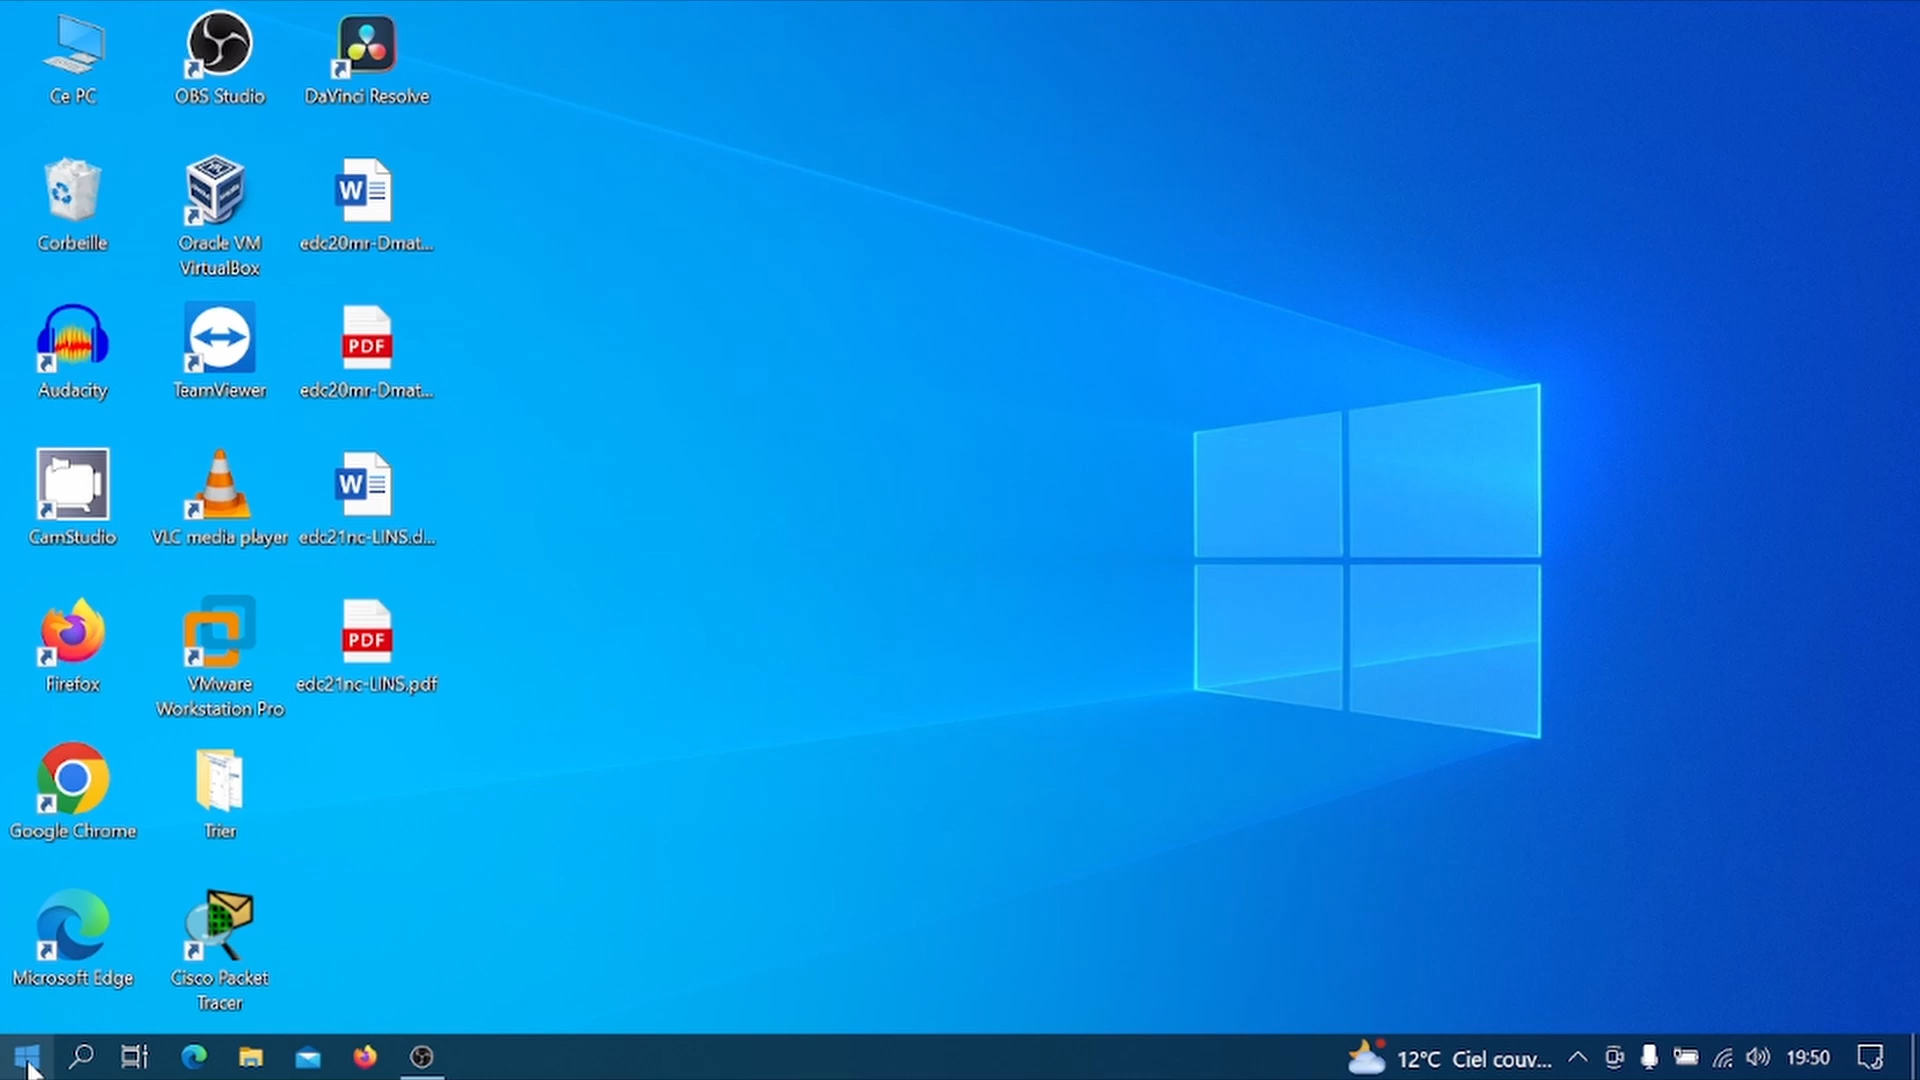 Ce PC
OBS Studio
DaVinci Resolve
Corbeille
Oracle VM
VirtualBox
W
edc20mr-Dmat...
Audacity
TeamViewer
PDF
edc20mr-Dmat...
CamStudio
VLC media player
W
edc21nc-LINS.d...
Firefox
VMware
Workstation Pro
PDF
edc21nc-LINS.pdf
Google Chrome
Trier
Microsoft Edge
Cisco Packet
Tracer
12°C Ciel couv...
19:50